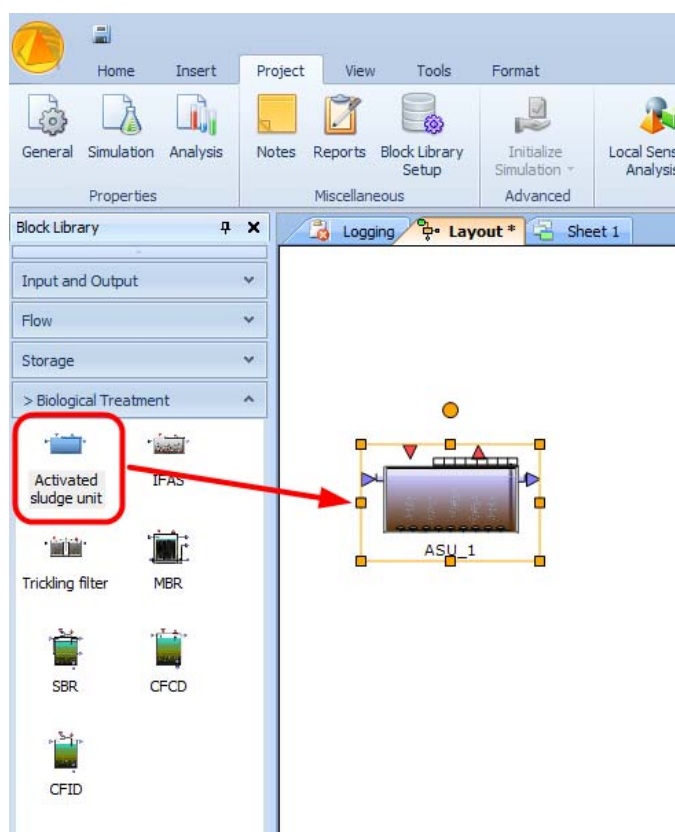 Home Insert Project View Tools Format
General Simulation Analysis Notes Reports Block Library Setup Initialize Simulation Local Sens
Analysis
Properties Miscellaneous Advanced
Block Library
Logging Layout * Sheet 1
Input and Output
Flow
Storage
> Biological Treatment
Activated sludge unit IFAS
ASU_1
Trickling filter MBR
SBR CFCD
CFID